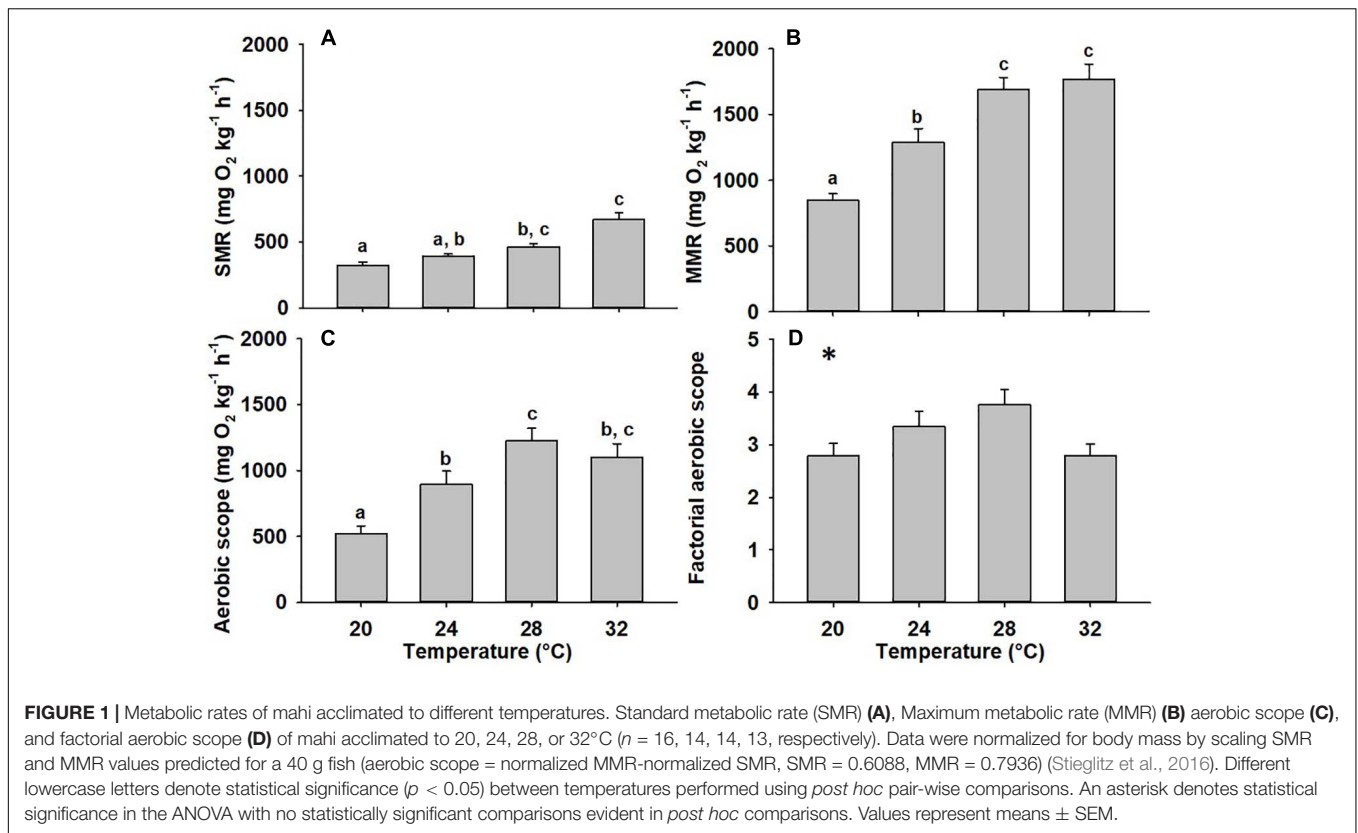 A
2000
1500
1000
500
0
SMR (mg O₂ kg⁻¹ h⁻¹)
a
a, b
b, c
c
B
2000
1500
1000
500
0
MMR (mg O₂ kg⁻¹ h⁻¹)
a
b
c
c
C
2000
1500
1000
500
0
Aerobic scope (mg O₂ kg⁻¹ h⁻¹)
a
b
c
b, c
20 24 28 32
Temperature (°C)
D
5
4
3
2
1
0
Factorial aerobic scope
*
20 24 28 32
Temperature (°C)
FIGURE 1 | Metabolic rates of mahi acclimated to different temperatures. Standard metabolic rate (SMR) (A), Maximum metabolic rate (MMR) (B) aerobic scope (C),
and factorial aerobic scope (D) of mahi acclimated to 20, 24, 28, or 32°C (n = 16, 14, 14, 13, respectively). Data were normalized for body mass by scaling SMR
and MMR values predicted for a 40 g fish (aerobic scope = normalized MMR-normalized SMR, SMR = 0.6088, MMR = 0.7936) (Stieglitz et al., 2016). Different
lowercase letters denote statistical significance (p < 0.05) between temperatures performed using post hoc pair-wise comparisons. An asterisk denotes statistical
significance in the ANOVA with no statistically significant comparisons evident in post hoc comparisons. Values represent means ± SEM.